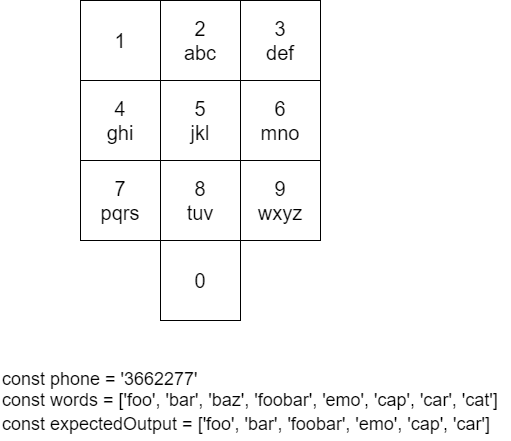 1
2
abc
3
def
4
ghi
5
jkl
6
mno
7
pqrs
8
tuv
9
wxyz
0
const phone = '3662277'
const words = ['foo', 'bar', 'baz', 'foobar', 'emo', 'cap', 'car', 'cat']
const expectedOutput = ['foo', 'bar', 'foobar', 'emo', 'cap', 'car']